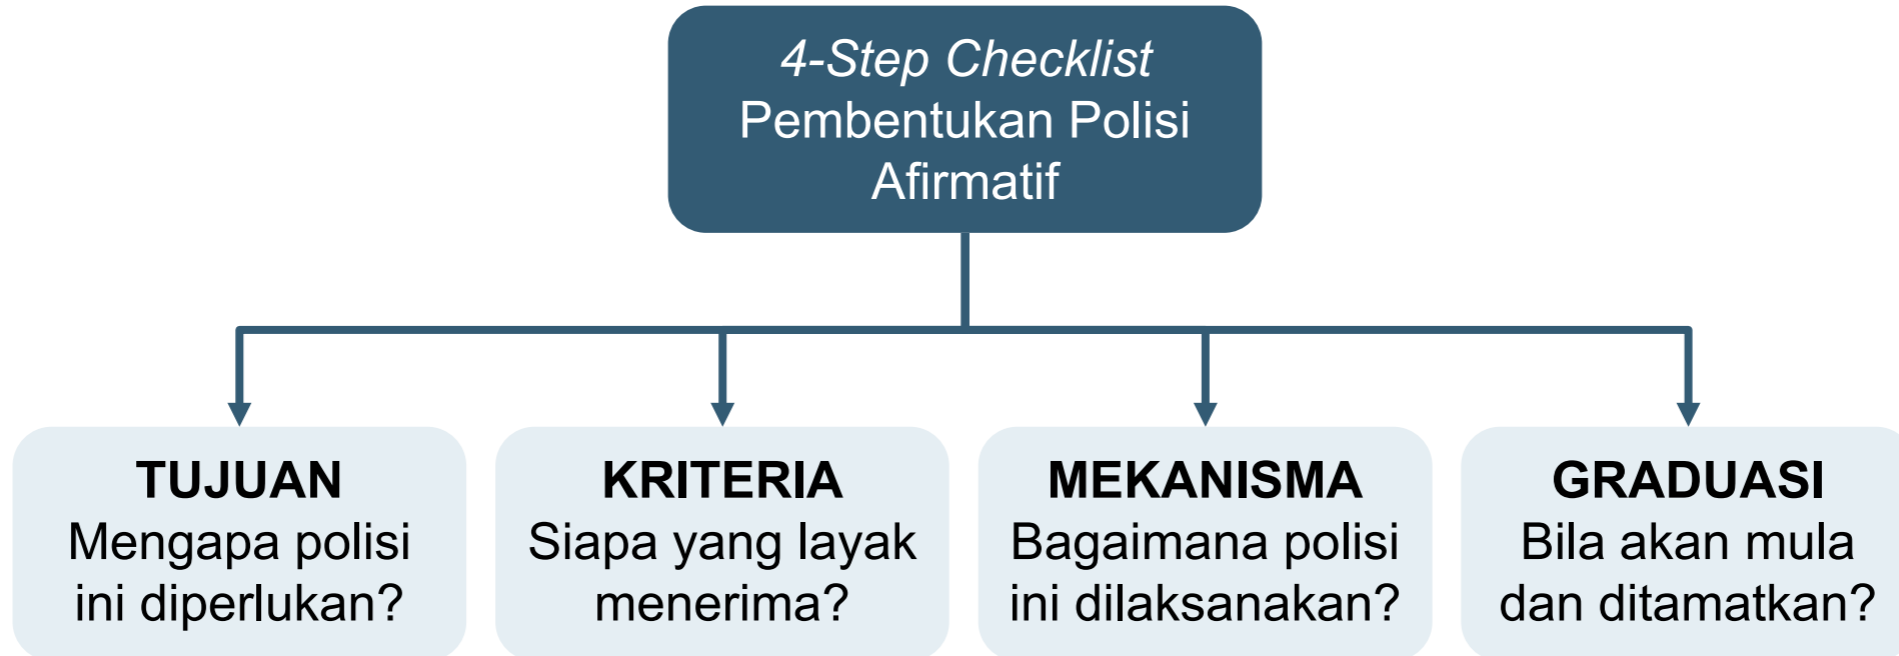 4-Step Checklist
Pembentukan Polisi
Afirmatif
TUJUAN
Mengapa polisi
ini diperlukan?
KRITERIA
Siapa yang layak
menerima?
MEKANISMA
Bagaimana polisi
ini dilaksanakan?
GRADUASI
Bila akan mula
dan ditamatkan?